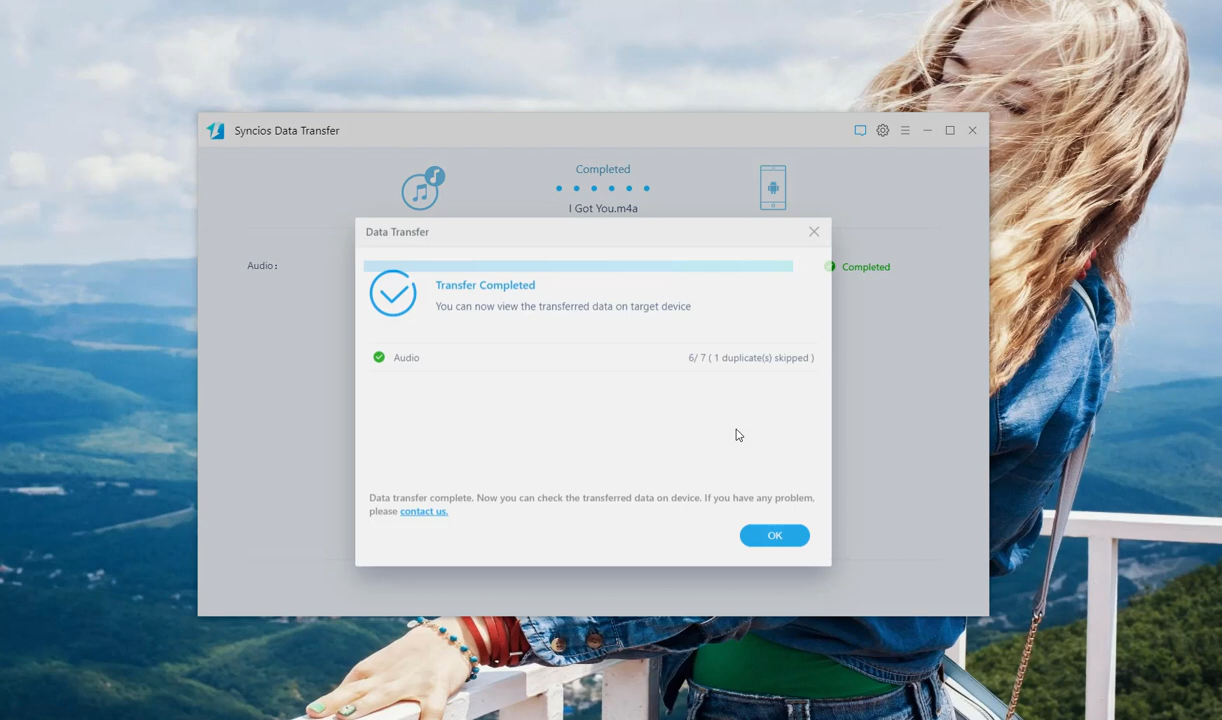 Syncios Data Transfer
Completed
I Got You.m4a
Data Transfer
Audio :
Completed
Transfer Completed
You can now view the transferred data on target device
Audio
6/ 7 ( 1 duplicate(s) skipped )
Data transfer complete. Now you can check the transferred data on device. If you have any problem,
please contact us.
OK